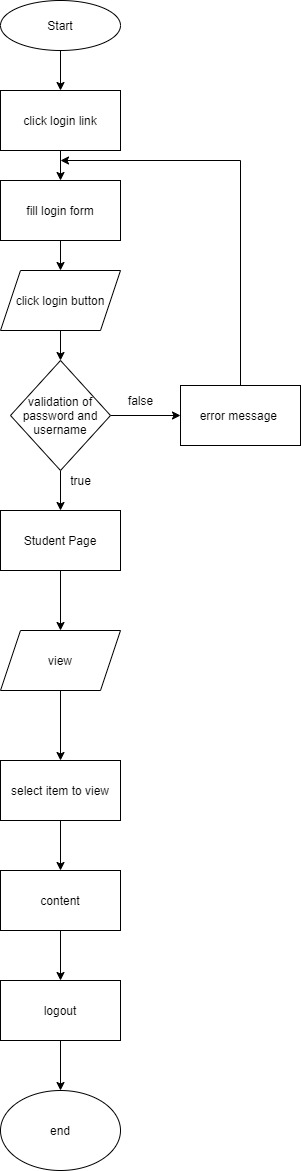 Start
click login link
fill login form
click login button
validation of
password and
username
false
error message
true
Student Page
view
select item to view
content
logout
end